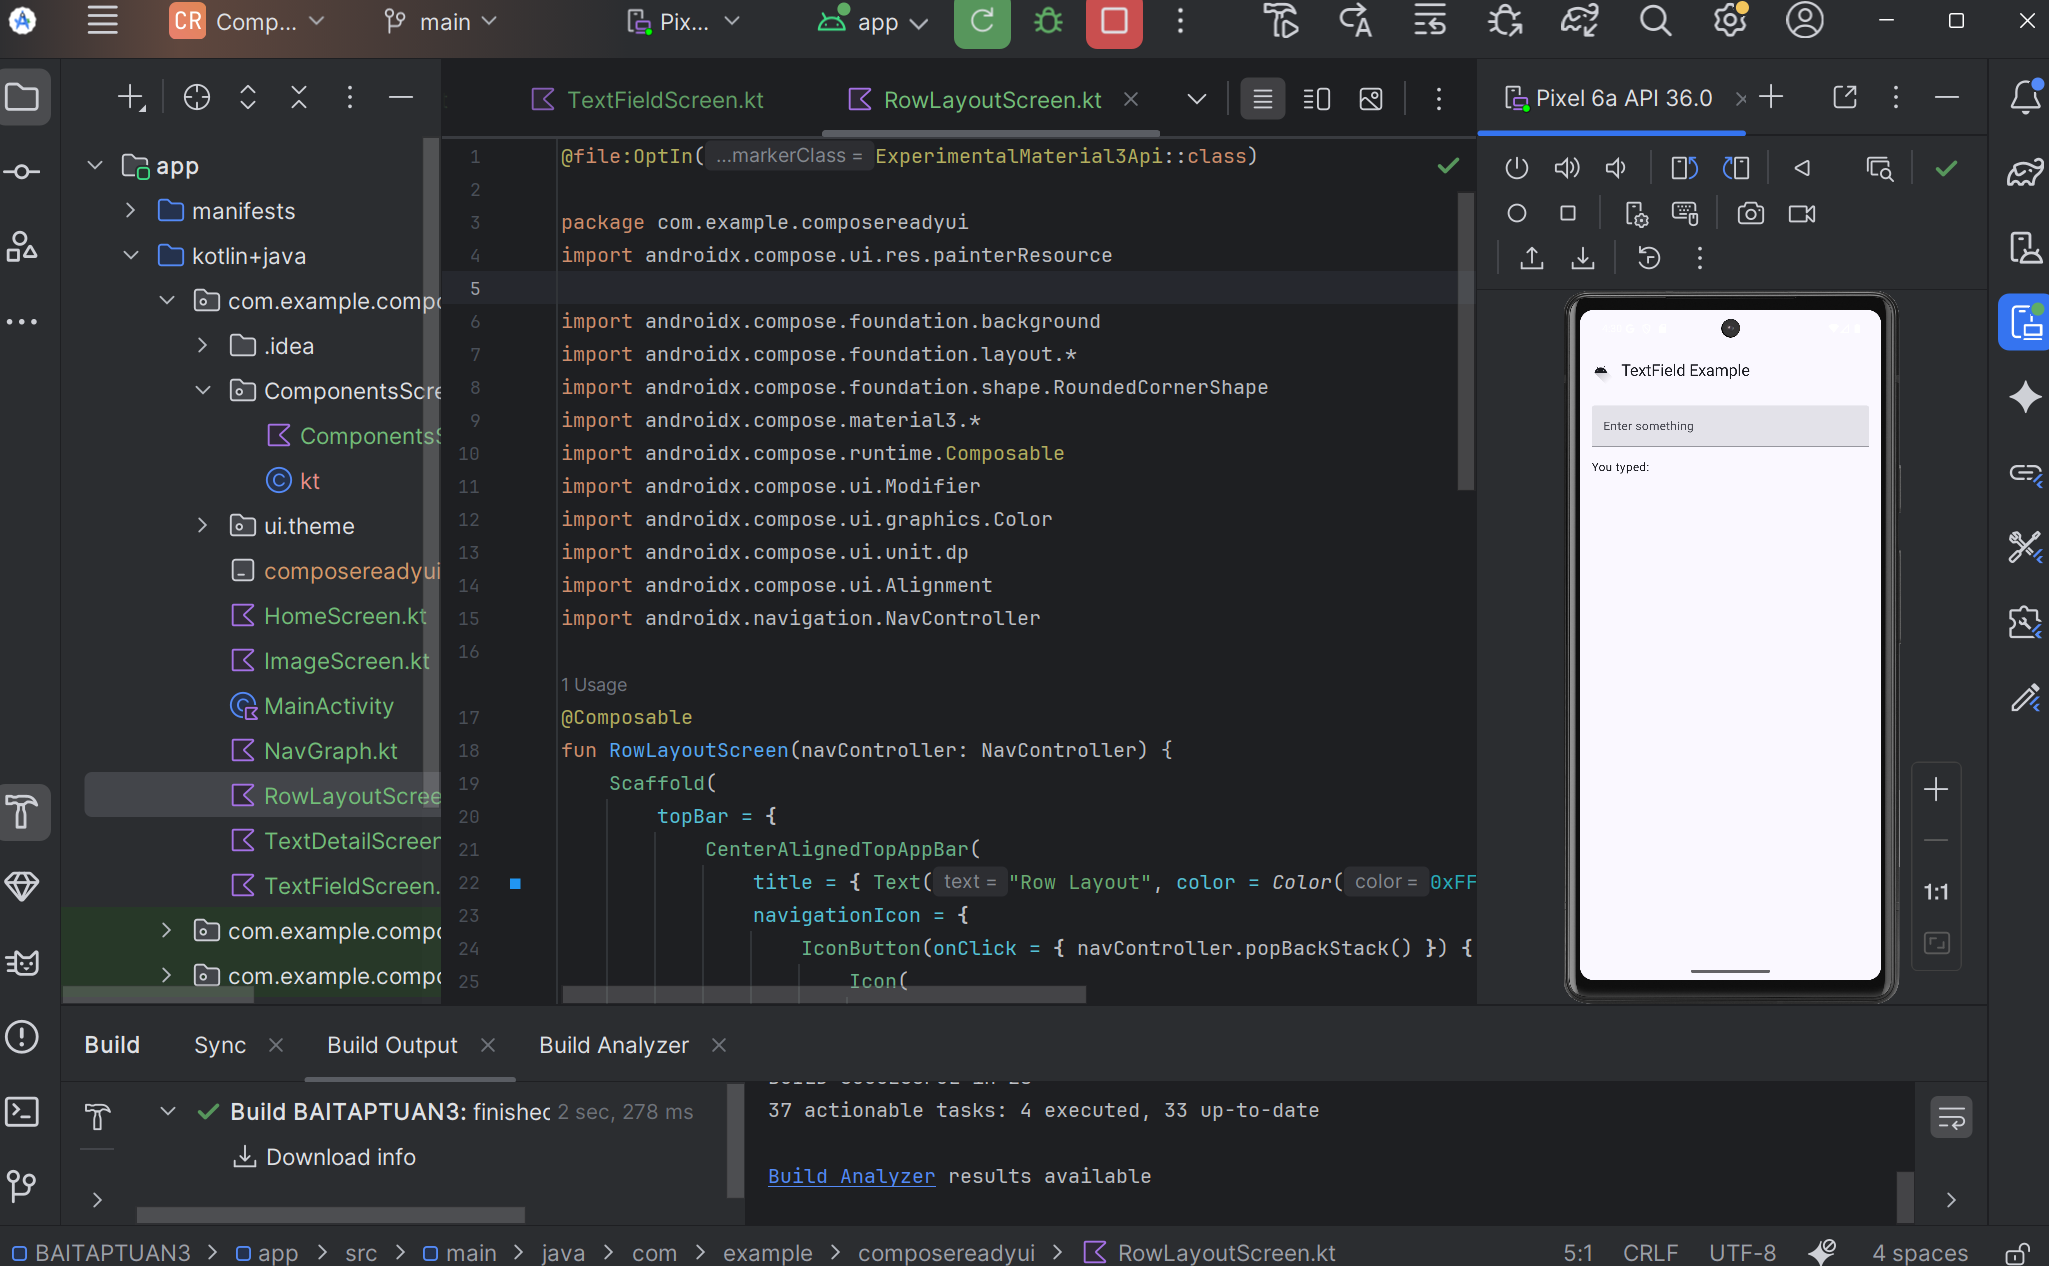 CR Comp... main Pix... app
TextFieldScreen.kt RowLayoutScreen.kt Pixel 6a API 36.0
app
manifests
kotlin+java
com.example.compo
.idea
ComponentsScre
ComponentsS
kt
ui.theme
composereadyui
HomeScreen.kt
ImageScreen.kt
MainActivity
NavGraph.kt
RowLayoutScree
TextDetailScreen
TextFieldScreen.
com.example.compo
com.example.compo
1 @file:OptIn( ...markerClass = ExperimentalMaterial3Api::class)
2
3 package com.example.composereadyui
4 import androidx.compose.ui.res.painterResource
5
6 import androidx.compose.foundation.background
7 import androidx.compose.foundation.layout.*
8 import androidx.compose.foundation.shape.RoundedCornerShape
9 import androidx.compose.material3.*
10 import androidx.compose.runtime.Composable
11 import androidx.compose.ui.Modifier
12 import androidx.compose.ui.graphics.Color
13 import androidx.compose.ui.unit.dp
14 import androidx.compose.ui.Alignment
15 import androidx.navigation.NavController
16
1 Usage
17 @Composable
18 fun RowLayoutScreen(navController: NavController) {
19 Scaffold(
20 topBar = {
21 CenterAlignedTopAppBar(
22 title = { Text( text = "Row Layout", color = Color( color = 0xFF
23 navigationIcon = {
24 IconButton(onClick = { navController.popBackStack() }) {
25 Icon(
TextField Example
Enter something
You typed:
1:1
Build Sync Build Output Build Analyzer
Build BAITAPTUAN3: finished 2 sec, 278 ms
Download info
37 actionable tasks: 4 executed, 33 up-to-date
Build Analyzer results available
BAITAPTUAN3 > app > src > main > java > com > example > composereadyui > RowLayoutScreen.kt 5:1 CRLF UTF-8 4 spaces